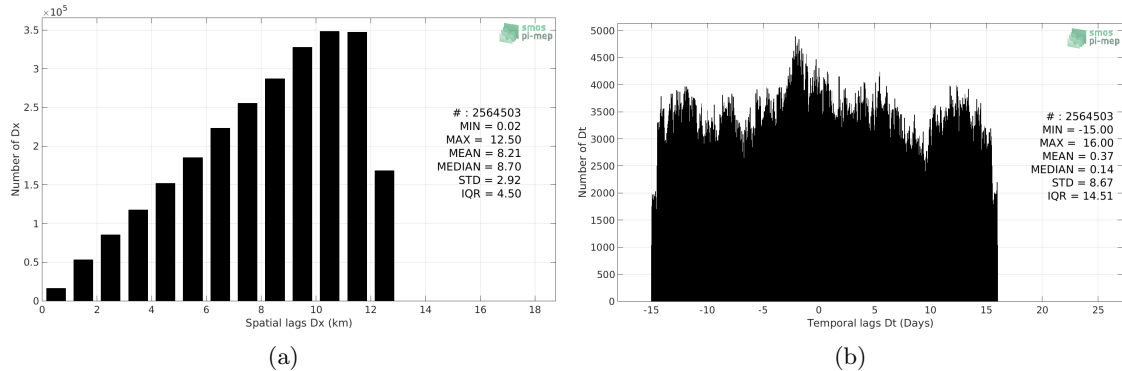 ×10⁵
3.5
3
2.5
2
1.5
1
0.5
0
Number of Dx
0 2 4 6 8 10 12 14 16 18
Spatial lags Dx (km)
smos
pi-mep
# : 2564503
MIN = 0.02
MAX = 12.50
MEAN = 8.21
MEDIAN = 8.70
STD = 2.92
IQR = 4.50
(a)
5000
4500
4000
3500
3000
2500
2000
1500
1000
500
0
Number of Dt
-15 -10 -5 0 5 10 15 20 25
Temporal lags Dt (Days)
smos
pi-mep
# : 2564503
MIN = -15.00
MAX = 16.00
MEAN = 0.37
MEDIAN = 0.14
STD = 8.67
IQR = 14.51
(b)